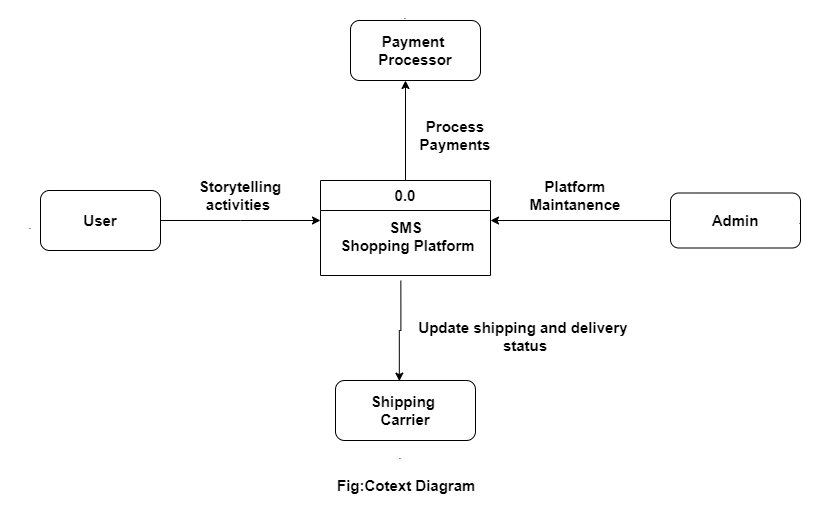 Payment
Processor
Process
Payments
Storytelling
activities
Platform
Maintanence
0.0
User
SMS
Shopping Platform
Admin
Update shipping and delivery
status
Shipping
Carrier
Fig:Cotext Diagram